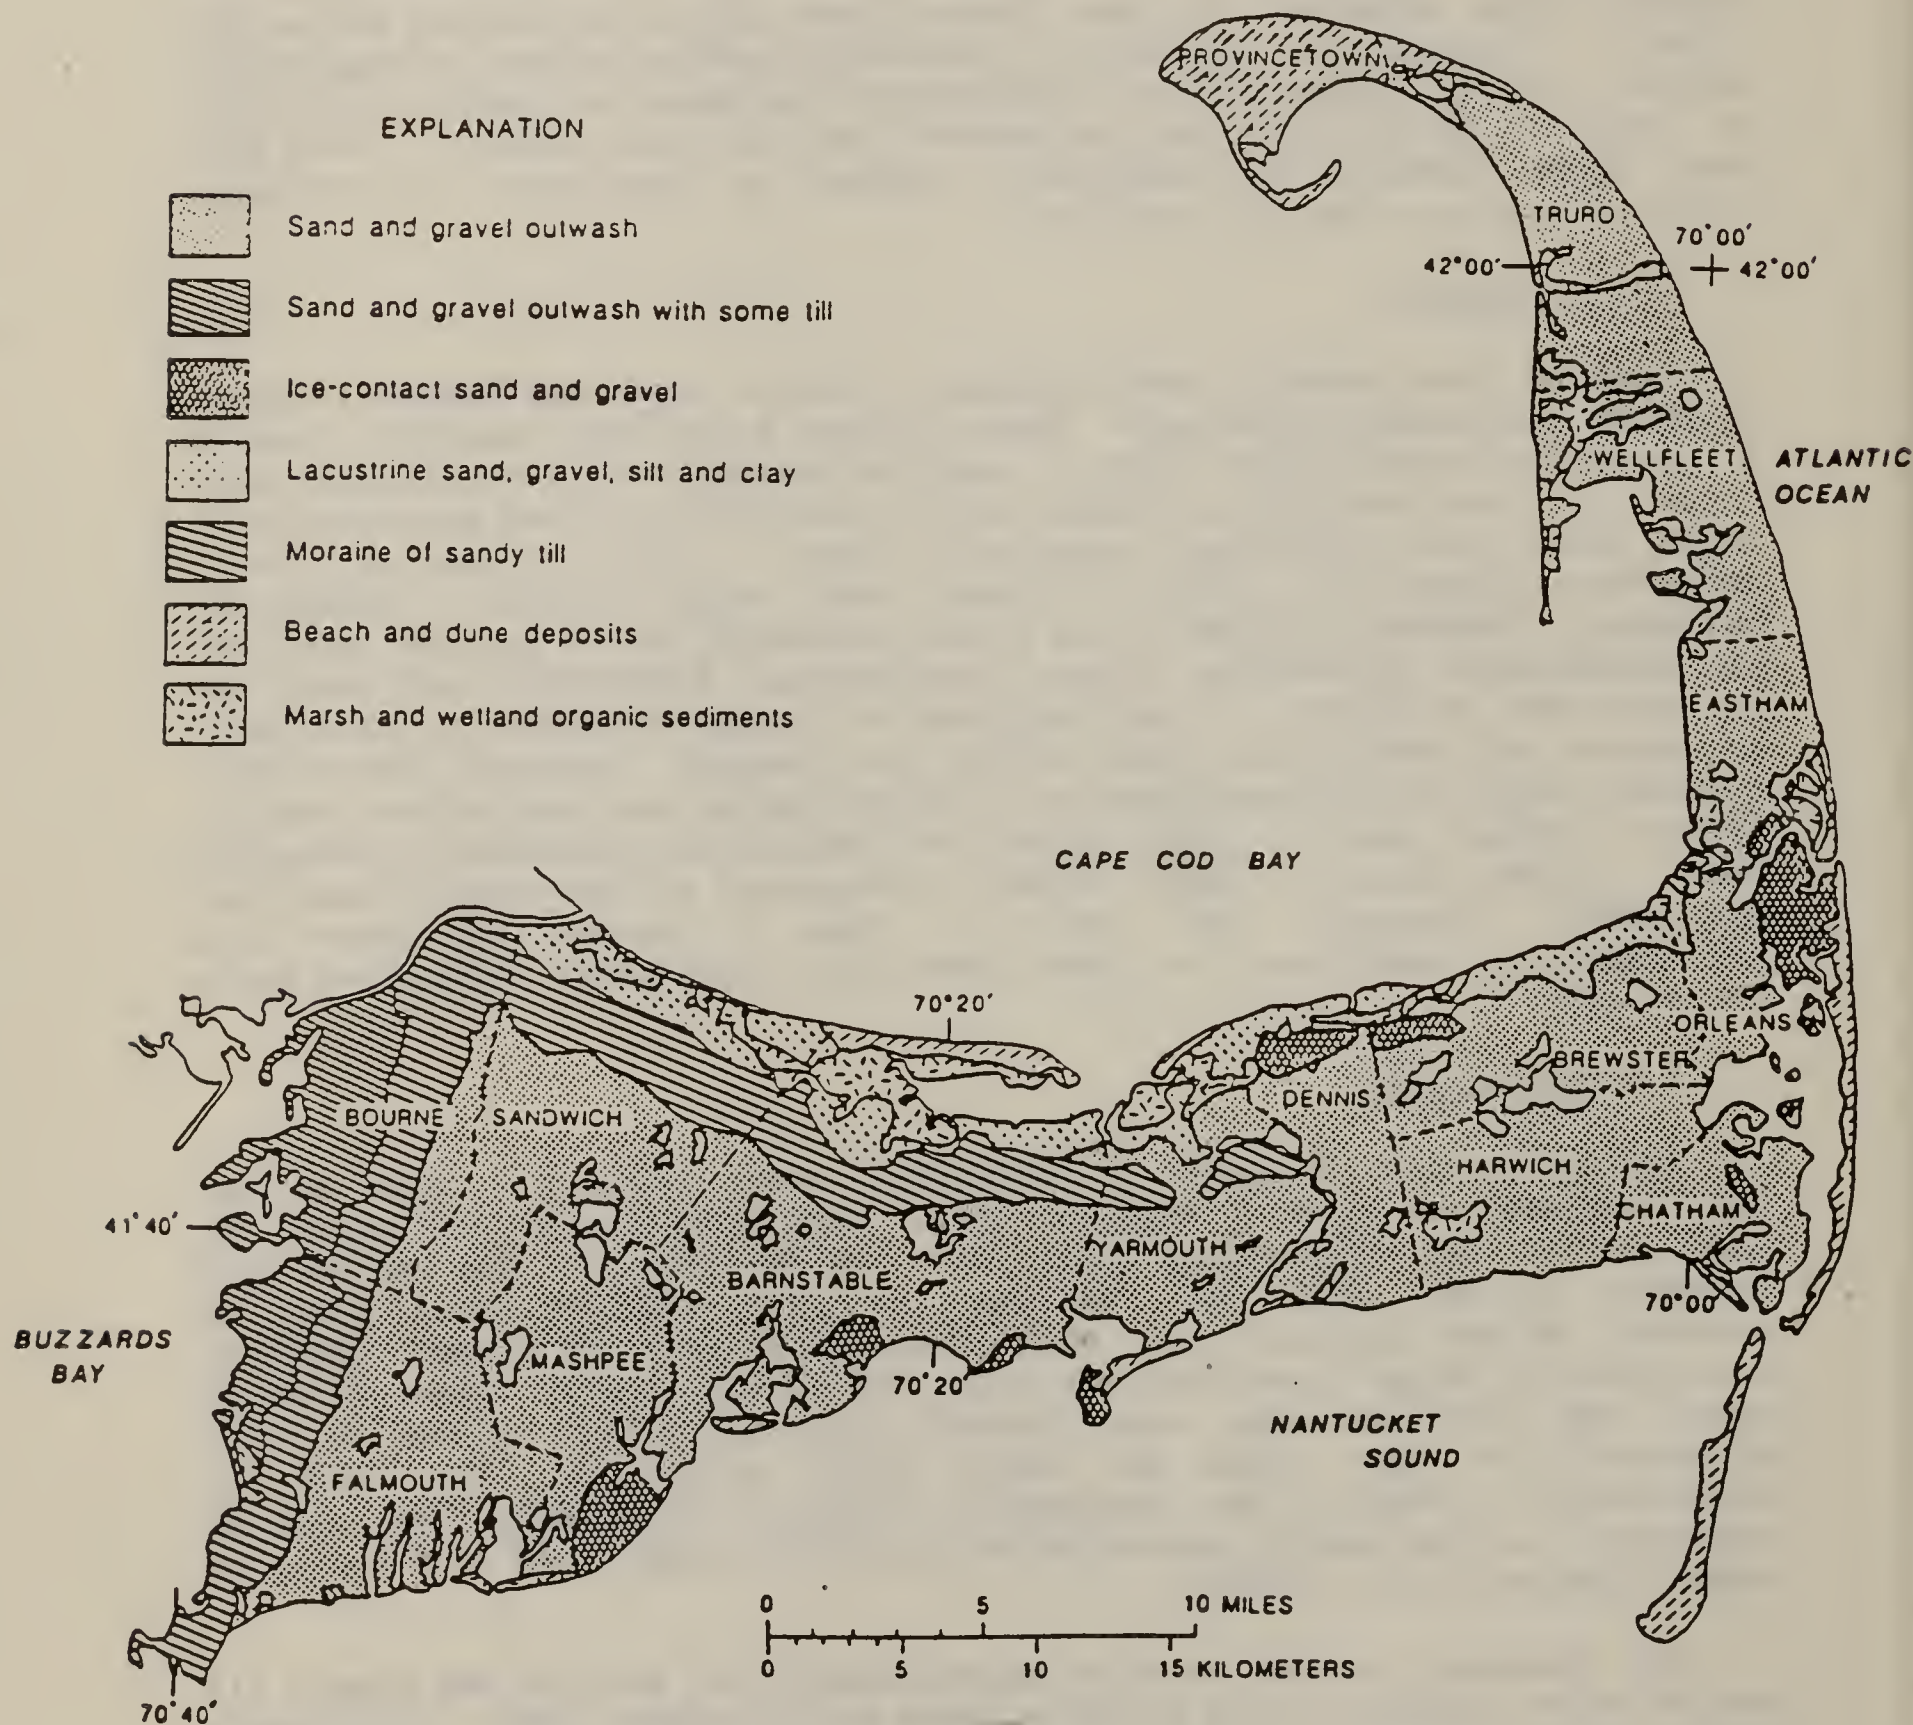 EXPLANATION
Sand and gravel outwash
Sand and gravel outwash with some till
Ice-contact sand and gravel
Lacustrine sand, gravel, silt and clay
Moraine of sandy till
Beach and dune deposits
Marsh and wetland organic sediments
PROVINCETOWN
TRURO
70°00'
42°00'
42°00'
WELLFLEET
ATLANTIC
OCEAN
EASTHAM
CAPE COD BAY
70°20'
ORLEANS
BREWSTER
DENNIS
BOURNE
SANDWICH
HARWICH
CHATHAM
41°40'
YARMOUTH
BARNSTABLE
70°00'
BUZZARDS
BAY
MASHPEE
70°20'
NANTUCKET
SOUND
FALMOUTH
0 5 10 MILES
0 5 10 15 KILOMETERS
70°40'